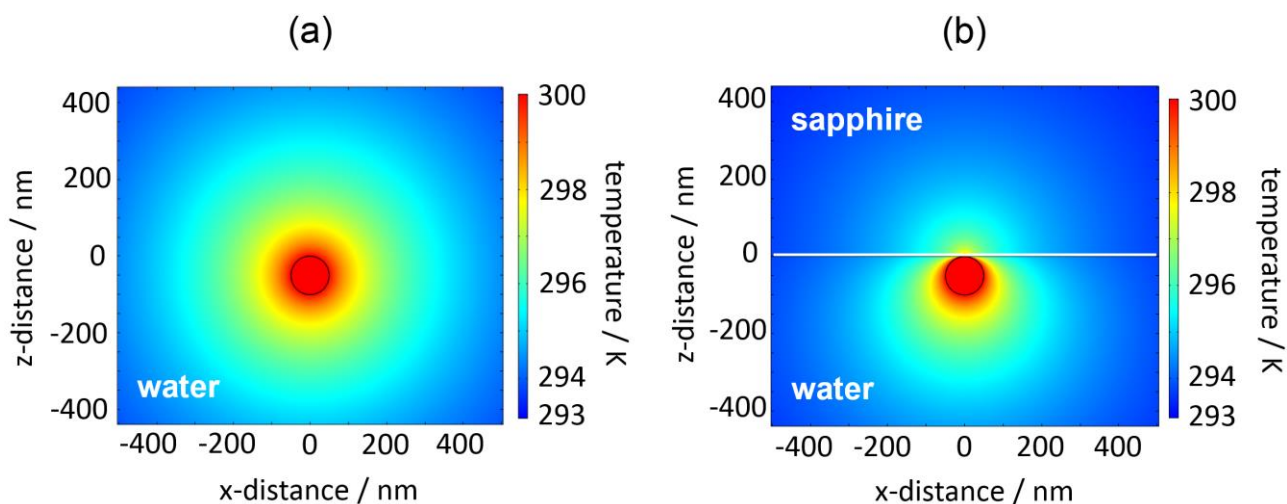 (a)
400
200
0
-200
-400
z-distance / nm
water
-400 -200 0 200 400
x-distance / nm
300
298
296
294
293
temperature / K
(b)
400
200
0
-200
-400
z-distance / nm
sapphire
water
-400 -200 0 200 400
x-distance / nm
300
298
296
294
293
temperature / K